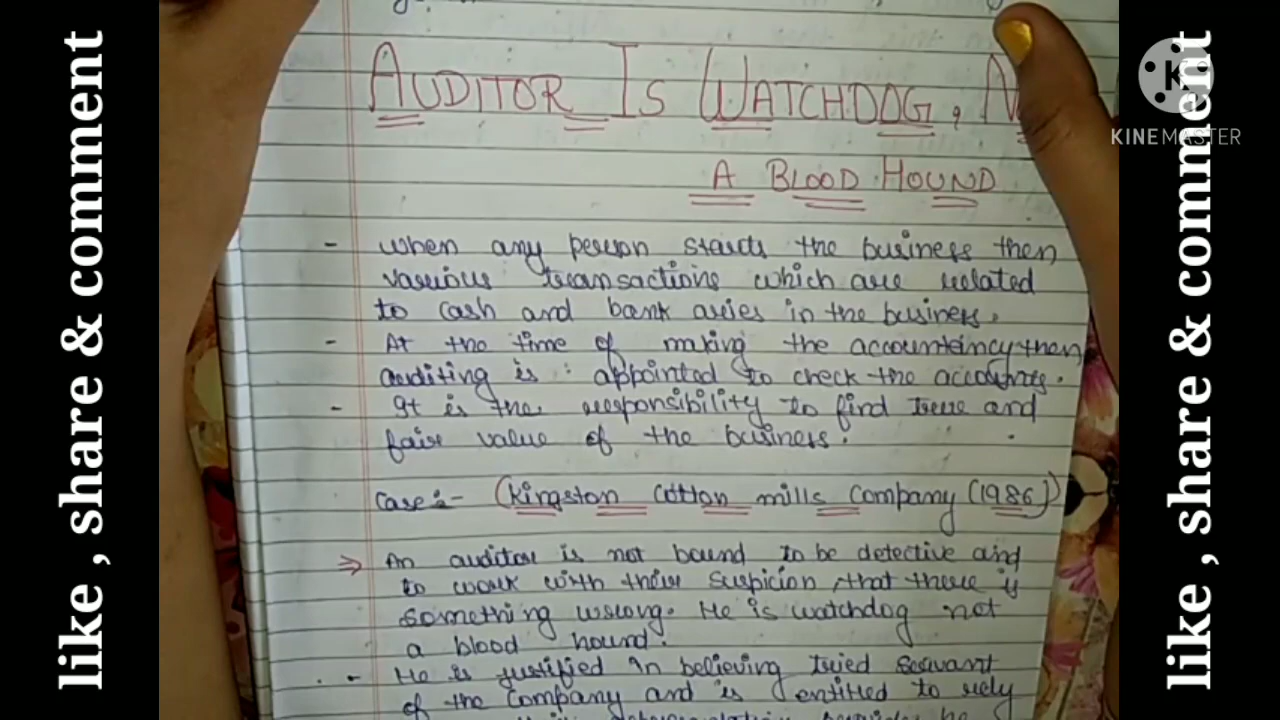 AUDITOR IS WATCHDOG, N
A BLOOD HOUND
- when any person starts the business then
various transactions which are related
to cash and bank aries in the business.
- At the time of making the accountancy then
auditing is appointed to check the accounts.
- It is the responsibility to find true and
fair value of the business.
Case:- (Kingston Cotton mills Company (1986)
⇒ An auditor is not bound to be detective and
to work with their suspicion, that there is
something wrong. He is watchdog not
a blood hound.
- He is justified in believing tried servant
of the company and is entitled to rely
like , share & comment
like , share & comment
K
KINEMASTER